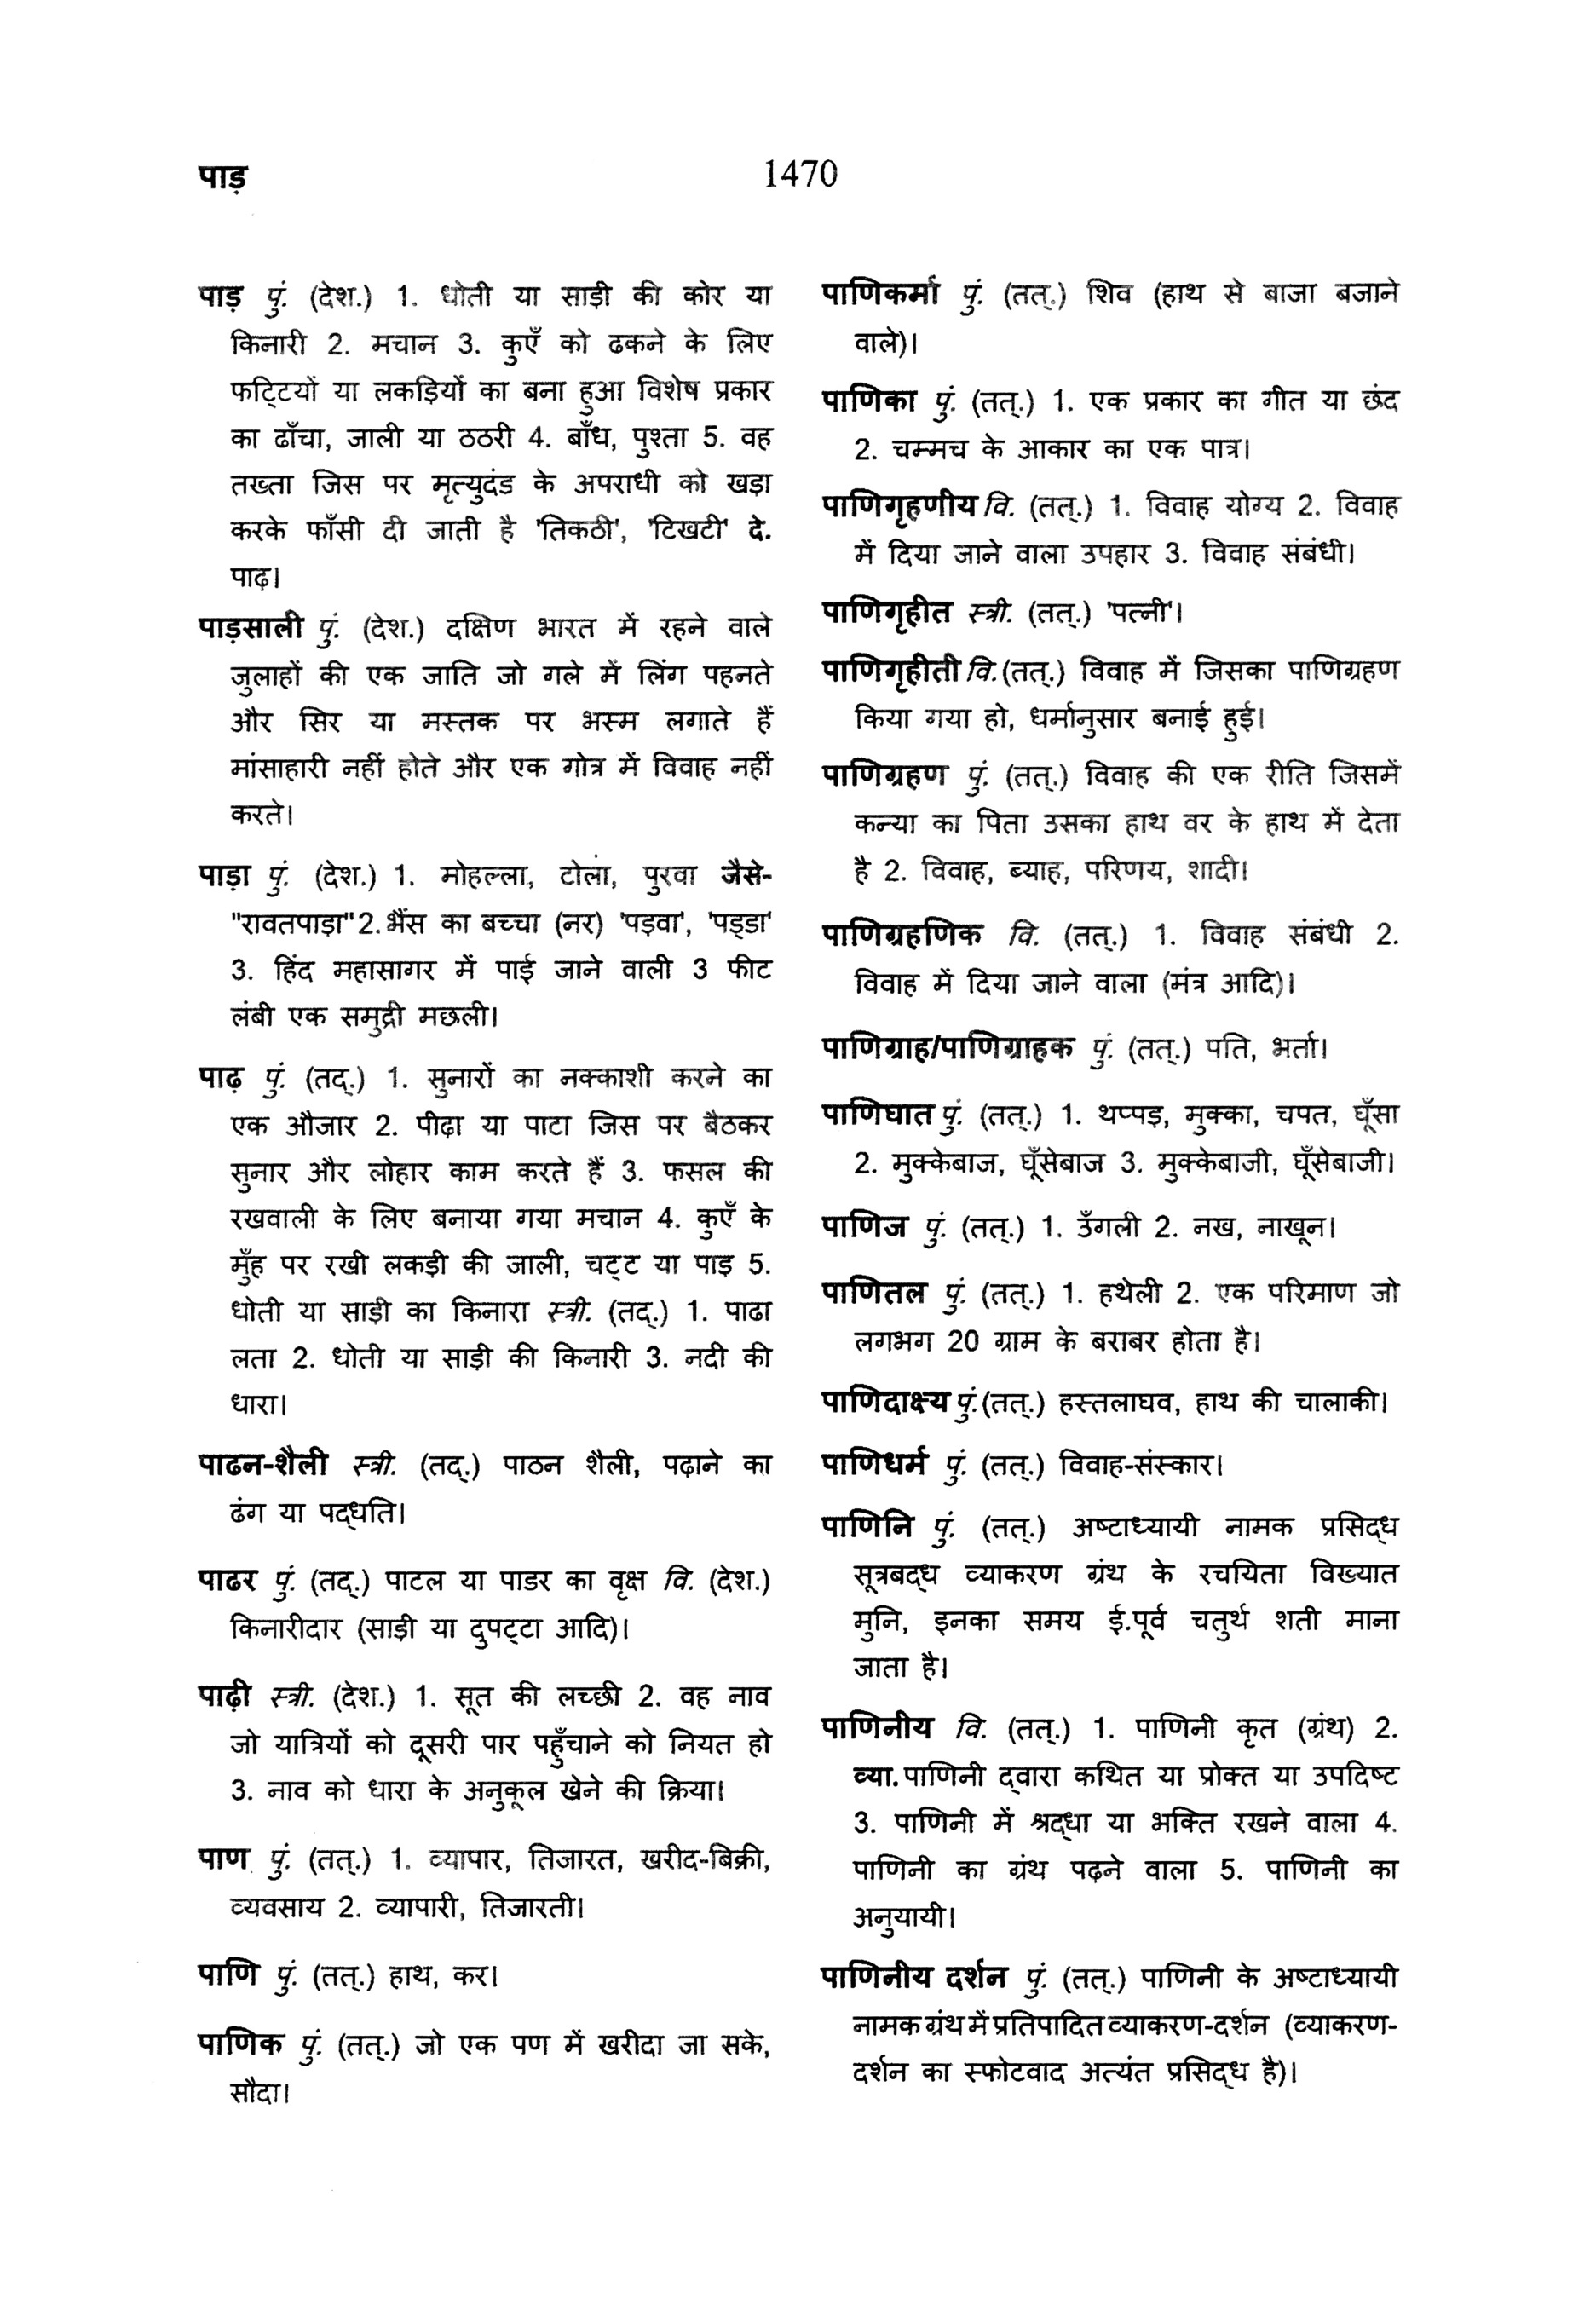 पाड़
1470
पाड़ पुं. (देश.) 1. धोती या साड़ी की कोर या
किनारी 2. मचान 3. कुएँ को ढकने के लिए
फट्टियों या लकड़ियों का बना हुआ विशेष प्रकार
का ढाँचा, जाली या ठठरी 4. बाँध, पुश्ता 5. वह
तख्ता जिस पर मृत्युदंड के अपराधी को खड़ा
करके फाँसी दी जाती है 'तिकठी', 'टिखटी' दे.
पाढ़।
पाड़साली पुं. (देश.) दक्षिण भारत में रहने वाले
जुलाहों की एक जाति जो गले में लिंग पहनते
और सिर या मस्तक पर भस्म लगाते हैं
मांसाहारी नहीं होते और एक गोत्र में विवाह नहीं
करते।
पाड़ा पुं. (देश.) 1. मोहल्ला, टोला, पुरवा जैसे-
"रावतपाड़ा" 2. भैंस का बच्चा (नर) 'पड़वा', 'पड्डा'
3. हिंद महासागर में पाई जाने वाली 3 फीट
लंबी एक समुद्री मछली।
पाढ़ पुं. (तद्.) 1. सुनारों का नक्काशी करने का
एक औजार 2. पीढ़ा या पाटा जिस पर बैठकर
सुनार और लोहार काम करते हैं 3. फसल की
रखवाली के लिए बनाया गया मचान 4. कुएँ के
मुँह पर रखी लकड़ी की जाली, चट्ट या पाड़ 5.
धोती या साड़ी का किनारा स्त्री. (तद्.) 1. पाढा
लता 2. धोती या साड़ी की किनारी 3. नदी की
धारा।
पाढन-शैली स्त्री. (तद्.) पाठन शैली, पढ़ाने का
ढंग या पद्धति।
पाढर पुं. (तद्.) पाटल या पाडर का वृक्ष वि. (देश.)
किनारीदार (साड़ी या दुपट्टा आदि)।
पाढ़ी स्त्री. (देश.) 1. सूत की लच्छी 2. वह नाव
जो यात्रियों को दूसरी पार पहुँचाने को नियत हो
3. नाव को धारा के अनुकूल खेने की क्रिया।
पाण पुं. (तत्.) 1. व्यापार, तिजारत, खरीद-बिक्री,
व्यवसाय 2. व्यापारी, तिजारती।
पाणि पुं. (तत्.) हाथ, कर।
पाणिक पुं. (तत्.) जो एक पण में खरीदा जा सके,
सौदा।
पाणिकर्मा पुं. (तत्.) शिव (हाथ से बाजा बजाने
वाले)।
पाणिका पुं. (तत्.) 1. एक प्रकार का गीत या छंद
2. चम्मच के आकार का एक पात्र।
पाणिगृहणीय वि. (तत्.) 1. विवाह योग्य 2. विवाह
में दिया जाने वाला उपहार 3. विवाह संबंधी।
पाणिगृहीत स्त्री. (तत्.) 'पत्नी'।
पाणिगृहीती वि. (तत्.) विवाह में जिसका पाणिग्रहण
किया गया हो, धर्मानुसार बनाई हुई।
पाणिग्रहण पुं. (तत्.) विवाह की एक रीति जिसमें
कन्या का पिता उसका हाथ वर के हाथ में देता
है 2. विवाह, ब्याह, परिणय, शादी।
पाणिग्रहणिक वि. (तत्.) 1. विवाह संबंधी 2.
विवाह में दिया जाने वाला (मंत्र आदि)।
पाणिग्राह/पाणिग्राहक पुं. (तत्.) पति, भर्ता।
पाणिघात पुं. (तत्.) 1. थप्पड़, मुक्का, चपत, घूँसा
2. मुक्केबाज, घूँसेबाज 3. मुक्केबाजी, घूँसेबाजी।
पाणिज पुं. (तत्.) 1. उँगली 2. नख, नाखून।
पाणितल पुं. (तत्.) 1. हथेली 2. एक परिमाण जो
लगभग 20 ग्राम के बराबर होता है।
पाणिदाक्ष्य पुं. (तत्.) हस्तलाघव, हाथ की चालाकी।
पाणिधर्म पुं. (तत्.) विवाह-संस्कार।
पाणिनि पुं. (तत्.) अष्टाध्यायी नामक प्रसिद्ध
सूत्रबद्ध व्याकरण ग्रंथ के रचयिता विख्यात
मुनि, इनका समय ई.पूर्व चतुर्थ शती माना
जाता है।
पाणिनीय वि. (तत्.) 1. पाणिनी कृत (ग्रंथ) 2.
व्या. पाणिनी द्वारा कथित या प्रोक्त या उपदिष्ट
3. पाणिनी में श्रद्धा या भक्ति रखने वाला 4.
पाणिनी का ग्रंथ पढ़ने वाला 5. पाणिनी का
अनुयायी।
पाणिनीय दर्शन पुं. (तत्.) पाणिनी के अष्टाध्यायी
नामक ग्रंथ में प्रतिपादित व्याकरण-दर्शन (व्याकरण-
दर्शन का स्फोटवाद अत्यंत प्रसिद्ध है)।